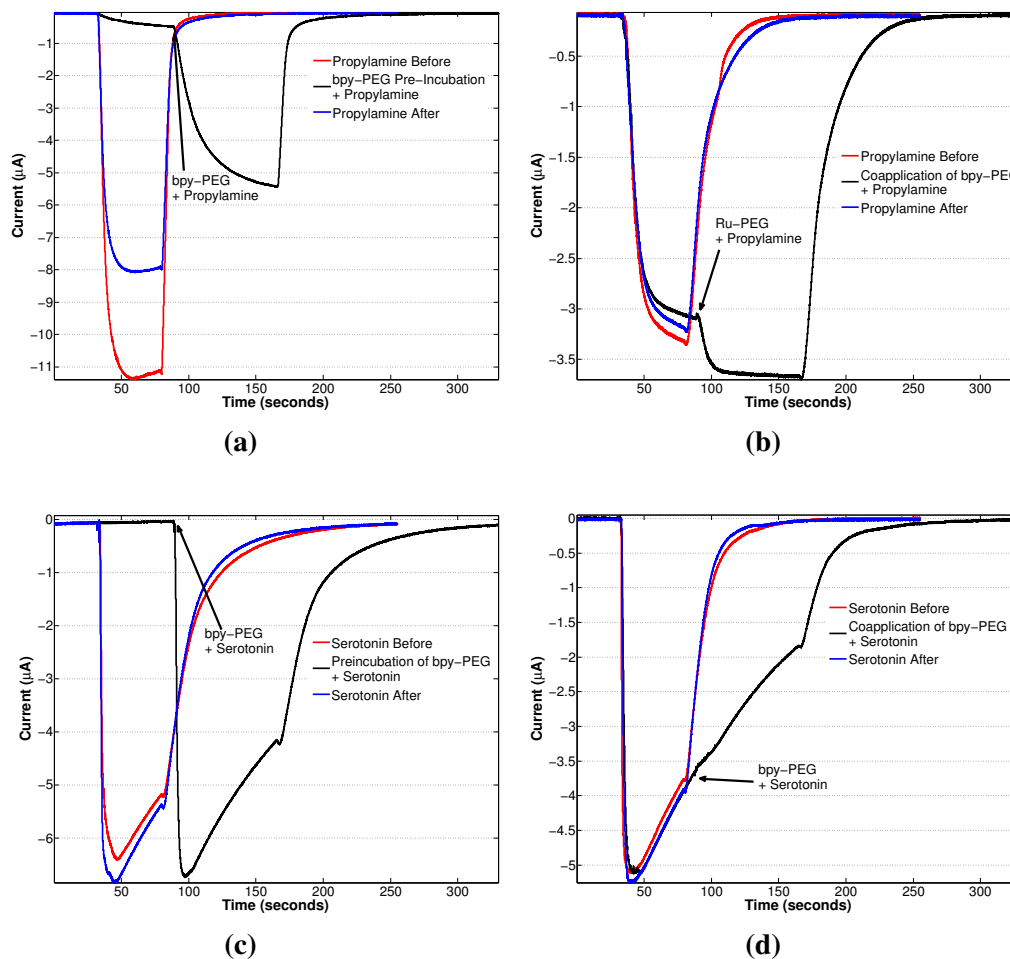 −1
−2
−3
−4
−5
−6
−7
−8
−9
−10
−11
Current (µA)
50 100 150 200 250 300
Time (seconds)
Propylamine Before
bpy−PEG Pre−Incubation
+ Propylamine
Propylamine After
bpy−PEG
+ Propylamine
(a)
−0.5
−1
−1.5
−2
−2.5
−3
−3.5
Current (µA)
50 100 150 200 250 300
Time (seconds)
Propylamine Before
Coapplication of bpy−PEG
+ Propylamine
Propylamine After
Ru−PEG
+ Propylamine
(b)
0
−1
−2
−3
−4
−5
−6
Current (µA)
50 100 150 200 250 300
Time (seconds)
bpy−PEG
+ Serotonin
Serotonin Before
Preincubation of bpy−PEG
+ Serotonin
Serotonin After
(c)
0
−0.5
−1
−1.5
−2
−2.5
−3
−3.5
−4
−4.5
−5
Current (µA)
50 100 150 200 250 300
Time (seconds)
Serotonin Before
Coapplication of bpy−PEG
+ Serotonin
Serotonin After
bpy−PEG
+ Serotonin
(d)